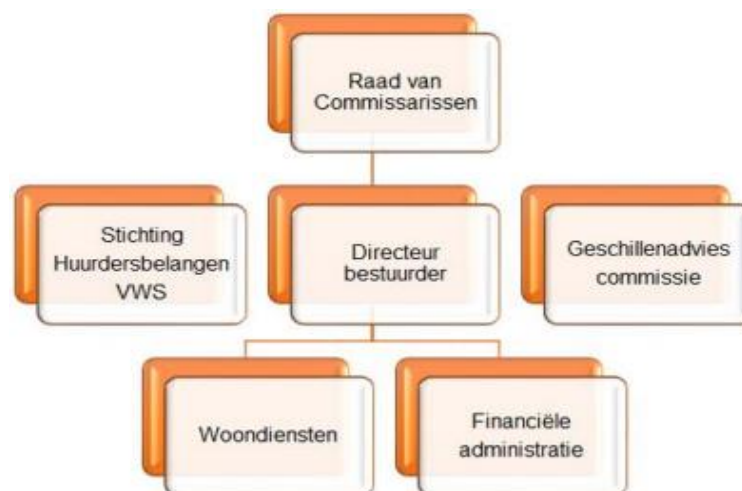 Raad van
Commissarissen
Stichting
Huurdersbelangen
VWS
Directeur
bestuurder
Geschillenadvies
commissie
Woondiensten
Financiële
administratie